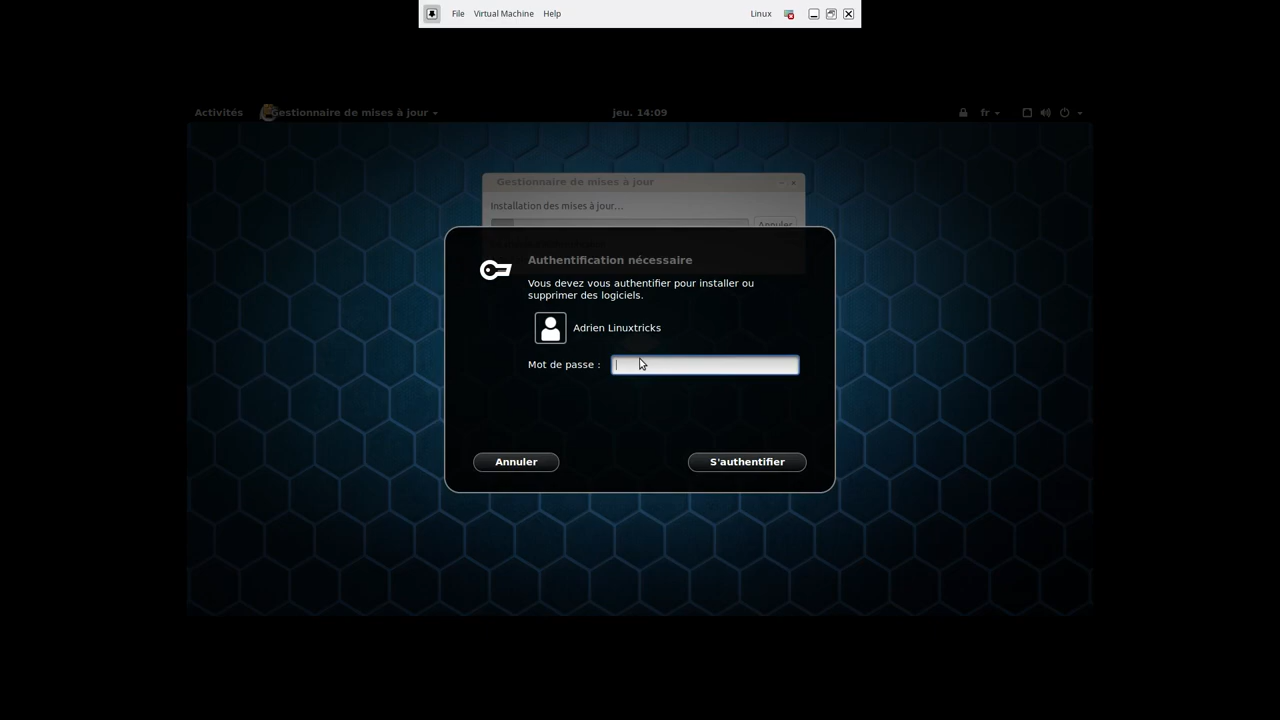 File Virtual Machine Help Linux
Activités Gestionnaire de mises à jour jeu. 14:09 fr
Gestionnaire de mises à jour
Installation des mises à jour...
Annuler
Authentification nécessaire
Vous devez vous authentifier pour installer ou
supprimer des logiciels.
Adrien Linuxtricks
Mot de passe :
Annuler S'authentifier